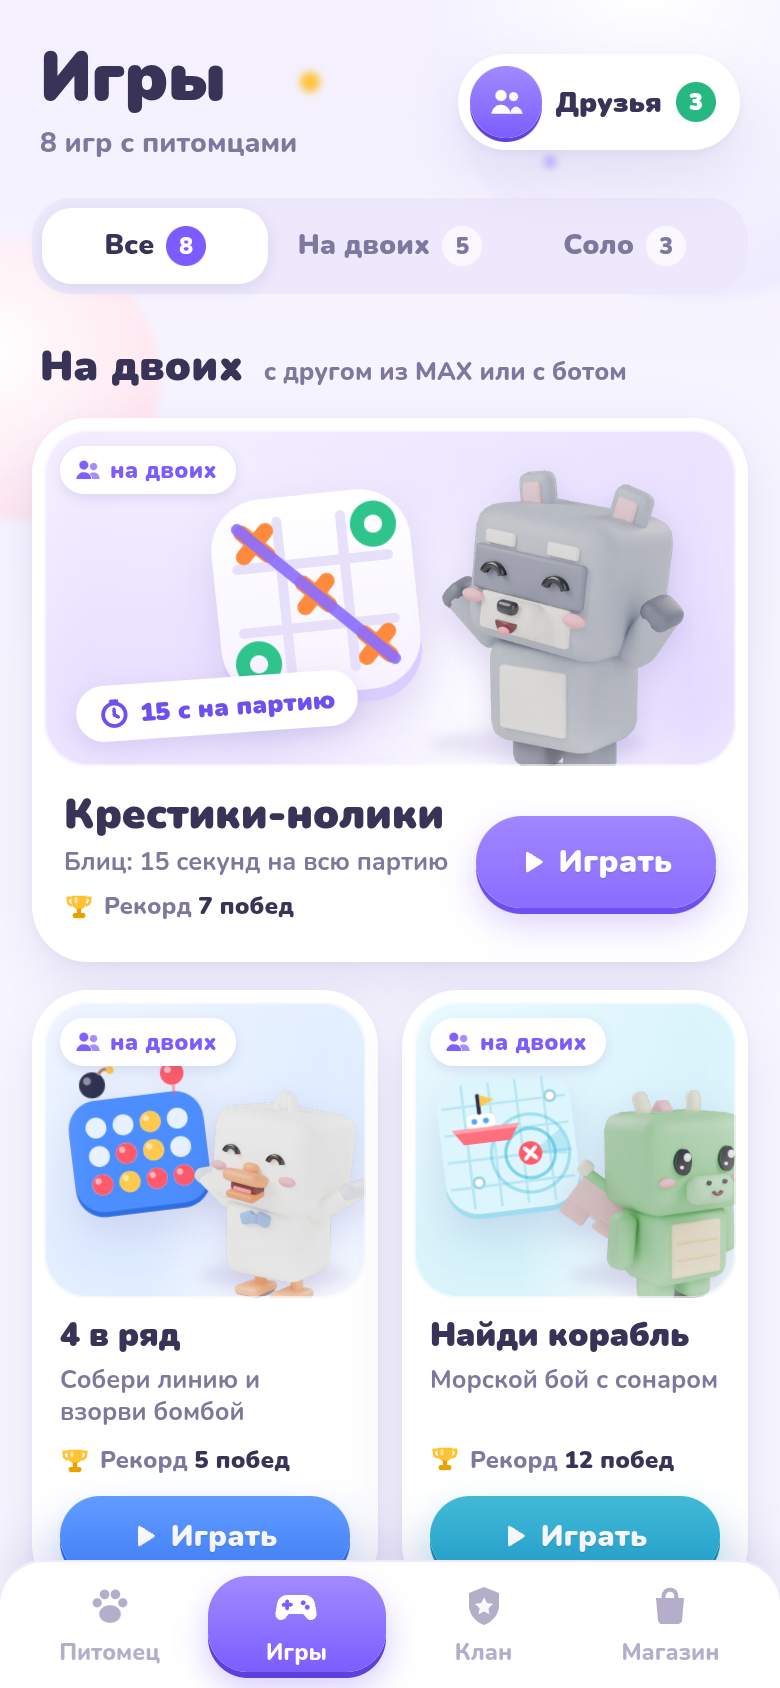 Игры
8 игр с питомцами
Друзья 3
Все 8
На двоих 5
Соло 3
На двоих с другом из MAX или с ботом
на двоих
15 с на партию
Крестики-нолики
Блиц: 15 секунд на всю партию
Рекорд 7 побед
Играть
на двоих
4 в ряд
Собери линию и
взорви бомбой
Рекорд 5 побед
Играть
на двоих
Найди корабль
Морской бой с сонаром
Рекорд 12 побед
Играть
Питомец
Игры
Клан
Магазин